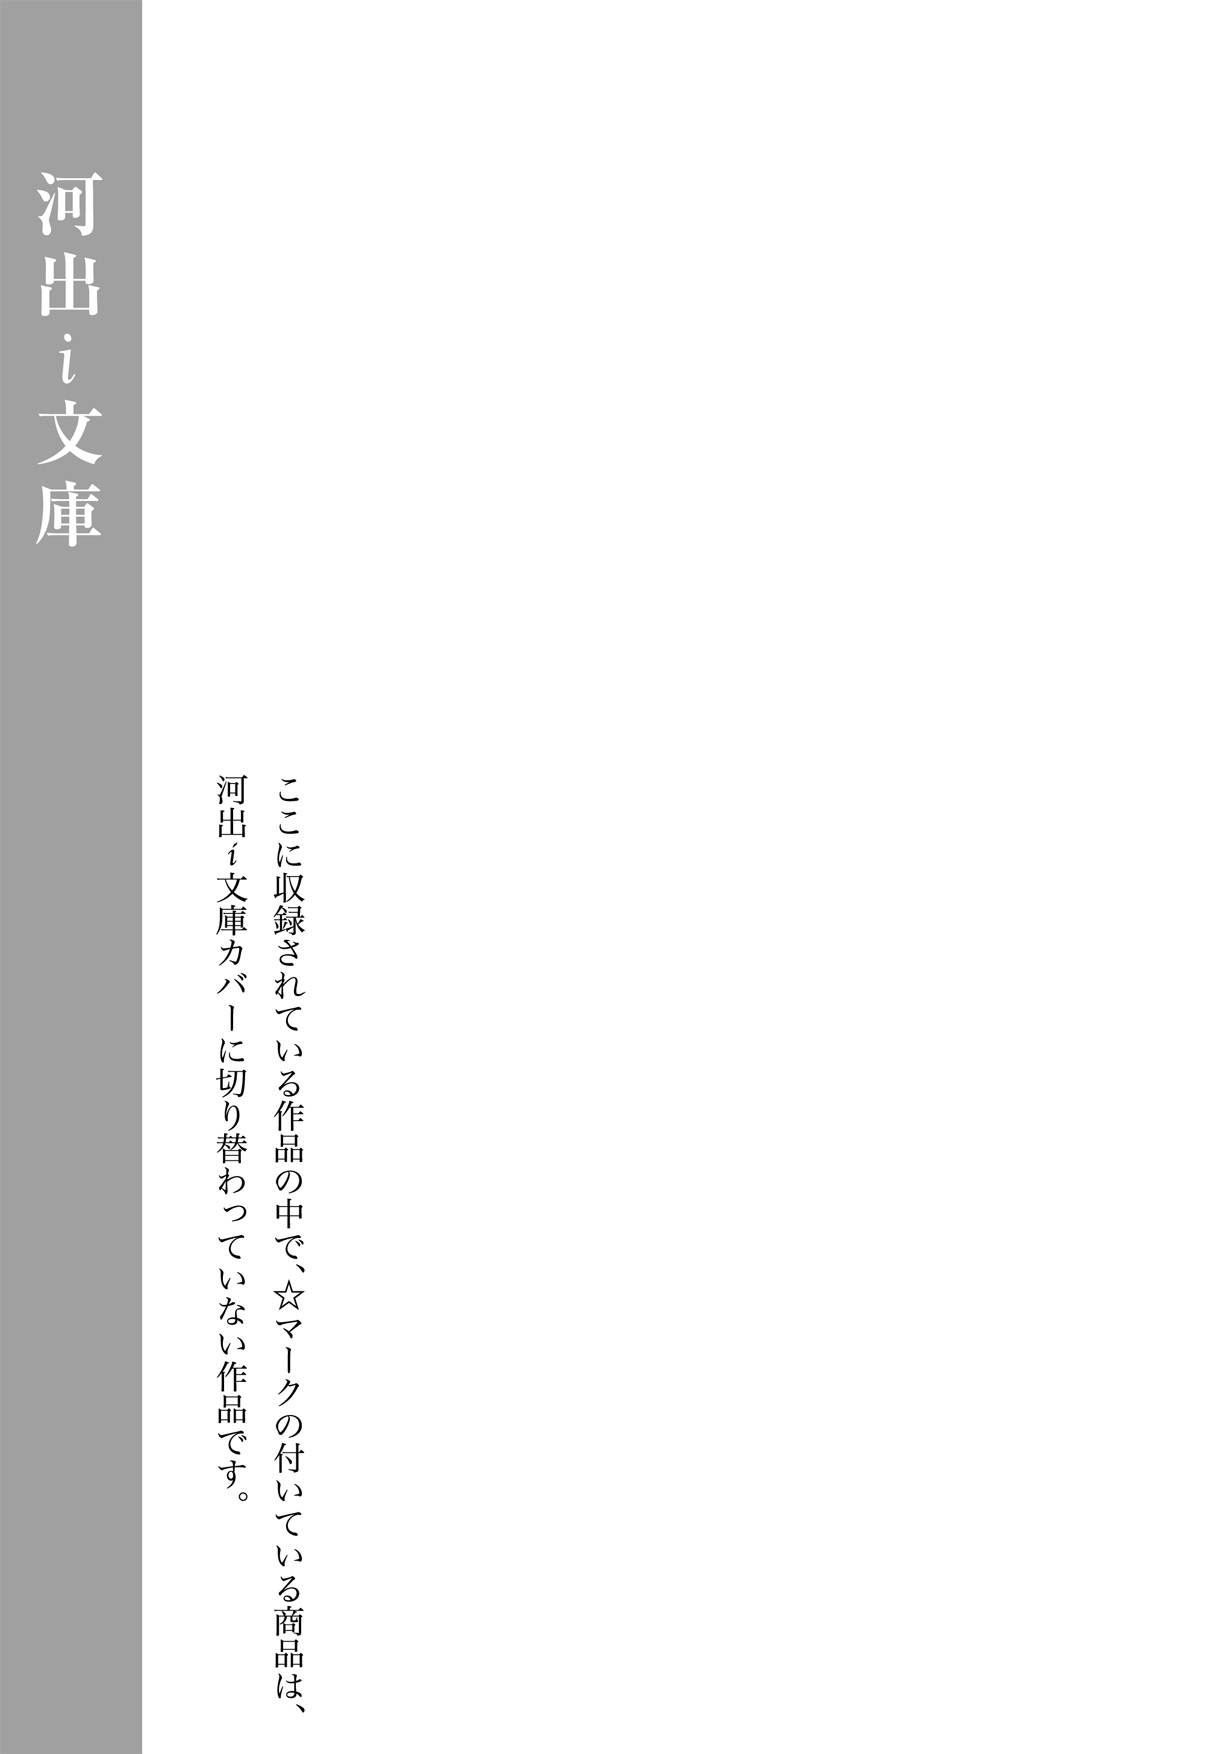 ここに収録されている作品の中で、☆マークの付いている商品は、
河出i文庫カバーに切り替わっていない作品です。
河出i文庫